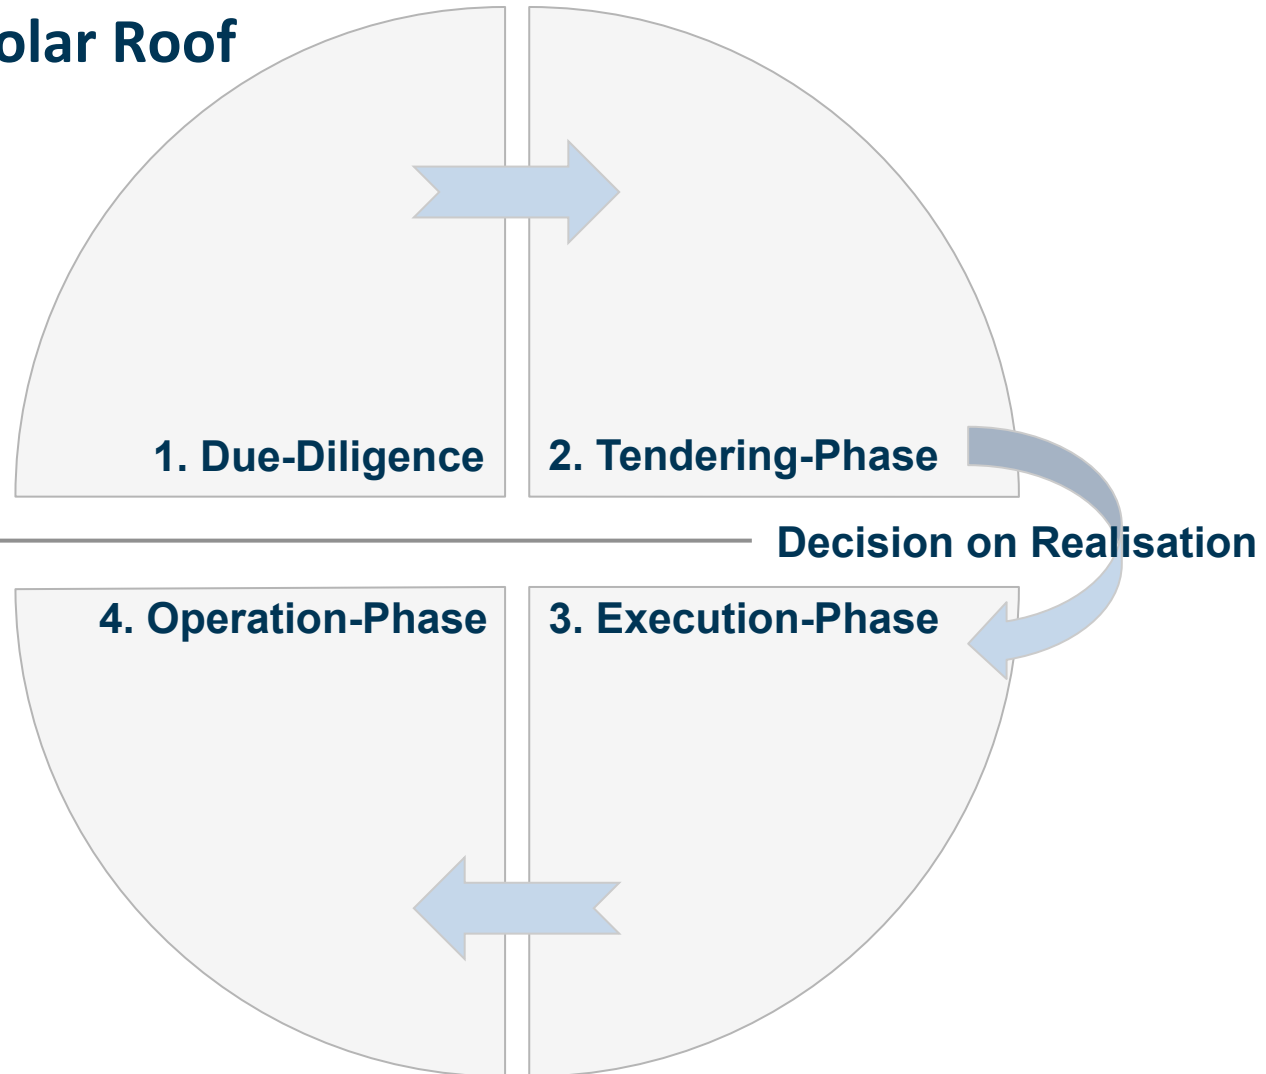 olar Roof
1. Due-Diligence
2. Tendering-Phase
Decision on Realisation
4. Operation-Phase
3. Execution-Phase